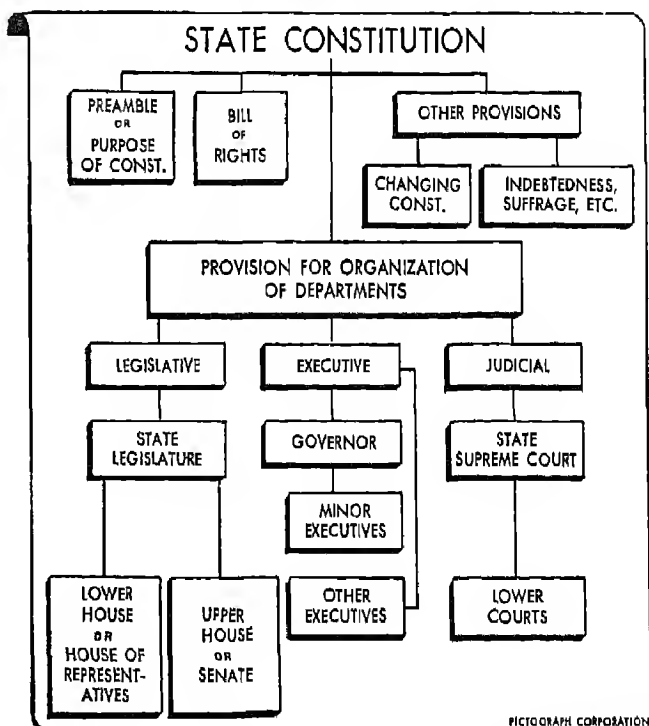 STATE CONSTITUTION
PREAMBLE
OR
PURPOSE
OF CONST.
BILL
OF
RIGHTS
OTHER PROVISIONS
CHANGING
CONST.
INDEBTEDNESS,
SUFFRAGE, ETC.
PROVISION FOR ORGANIZATION
OF DEPARTMENTS
LEGISLATIVE
EXECUTIVE
JUDICIAL
STATE
LEGISLATURE
GOVERNOR
STATE
SUPREME COURT
MINOR
EXECUTIVES
LOWER
HOUSE
OR
HOUSE OF
REPRESENT-
ATIVES
UPPER
HOUSE
OR
SENATE
OTHER
EXECUTIVES
LOWER
COURTS
PICTOGRAPH CORPORATION